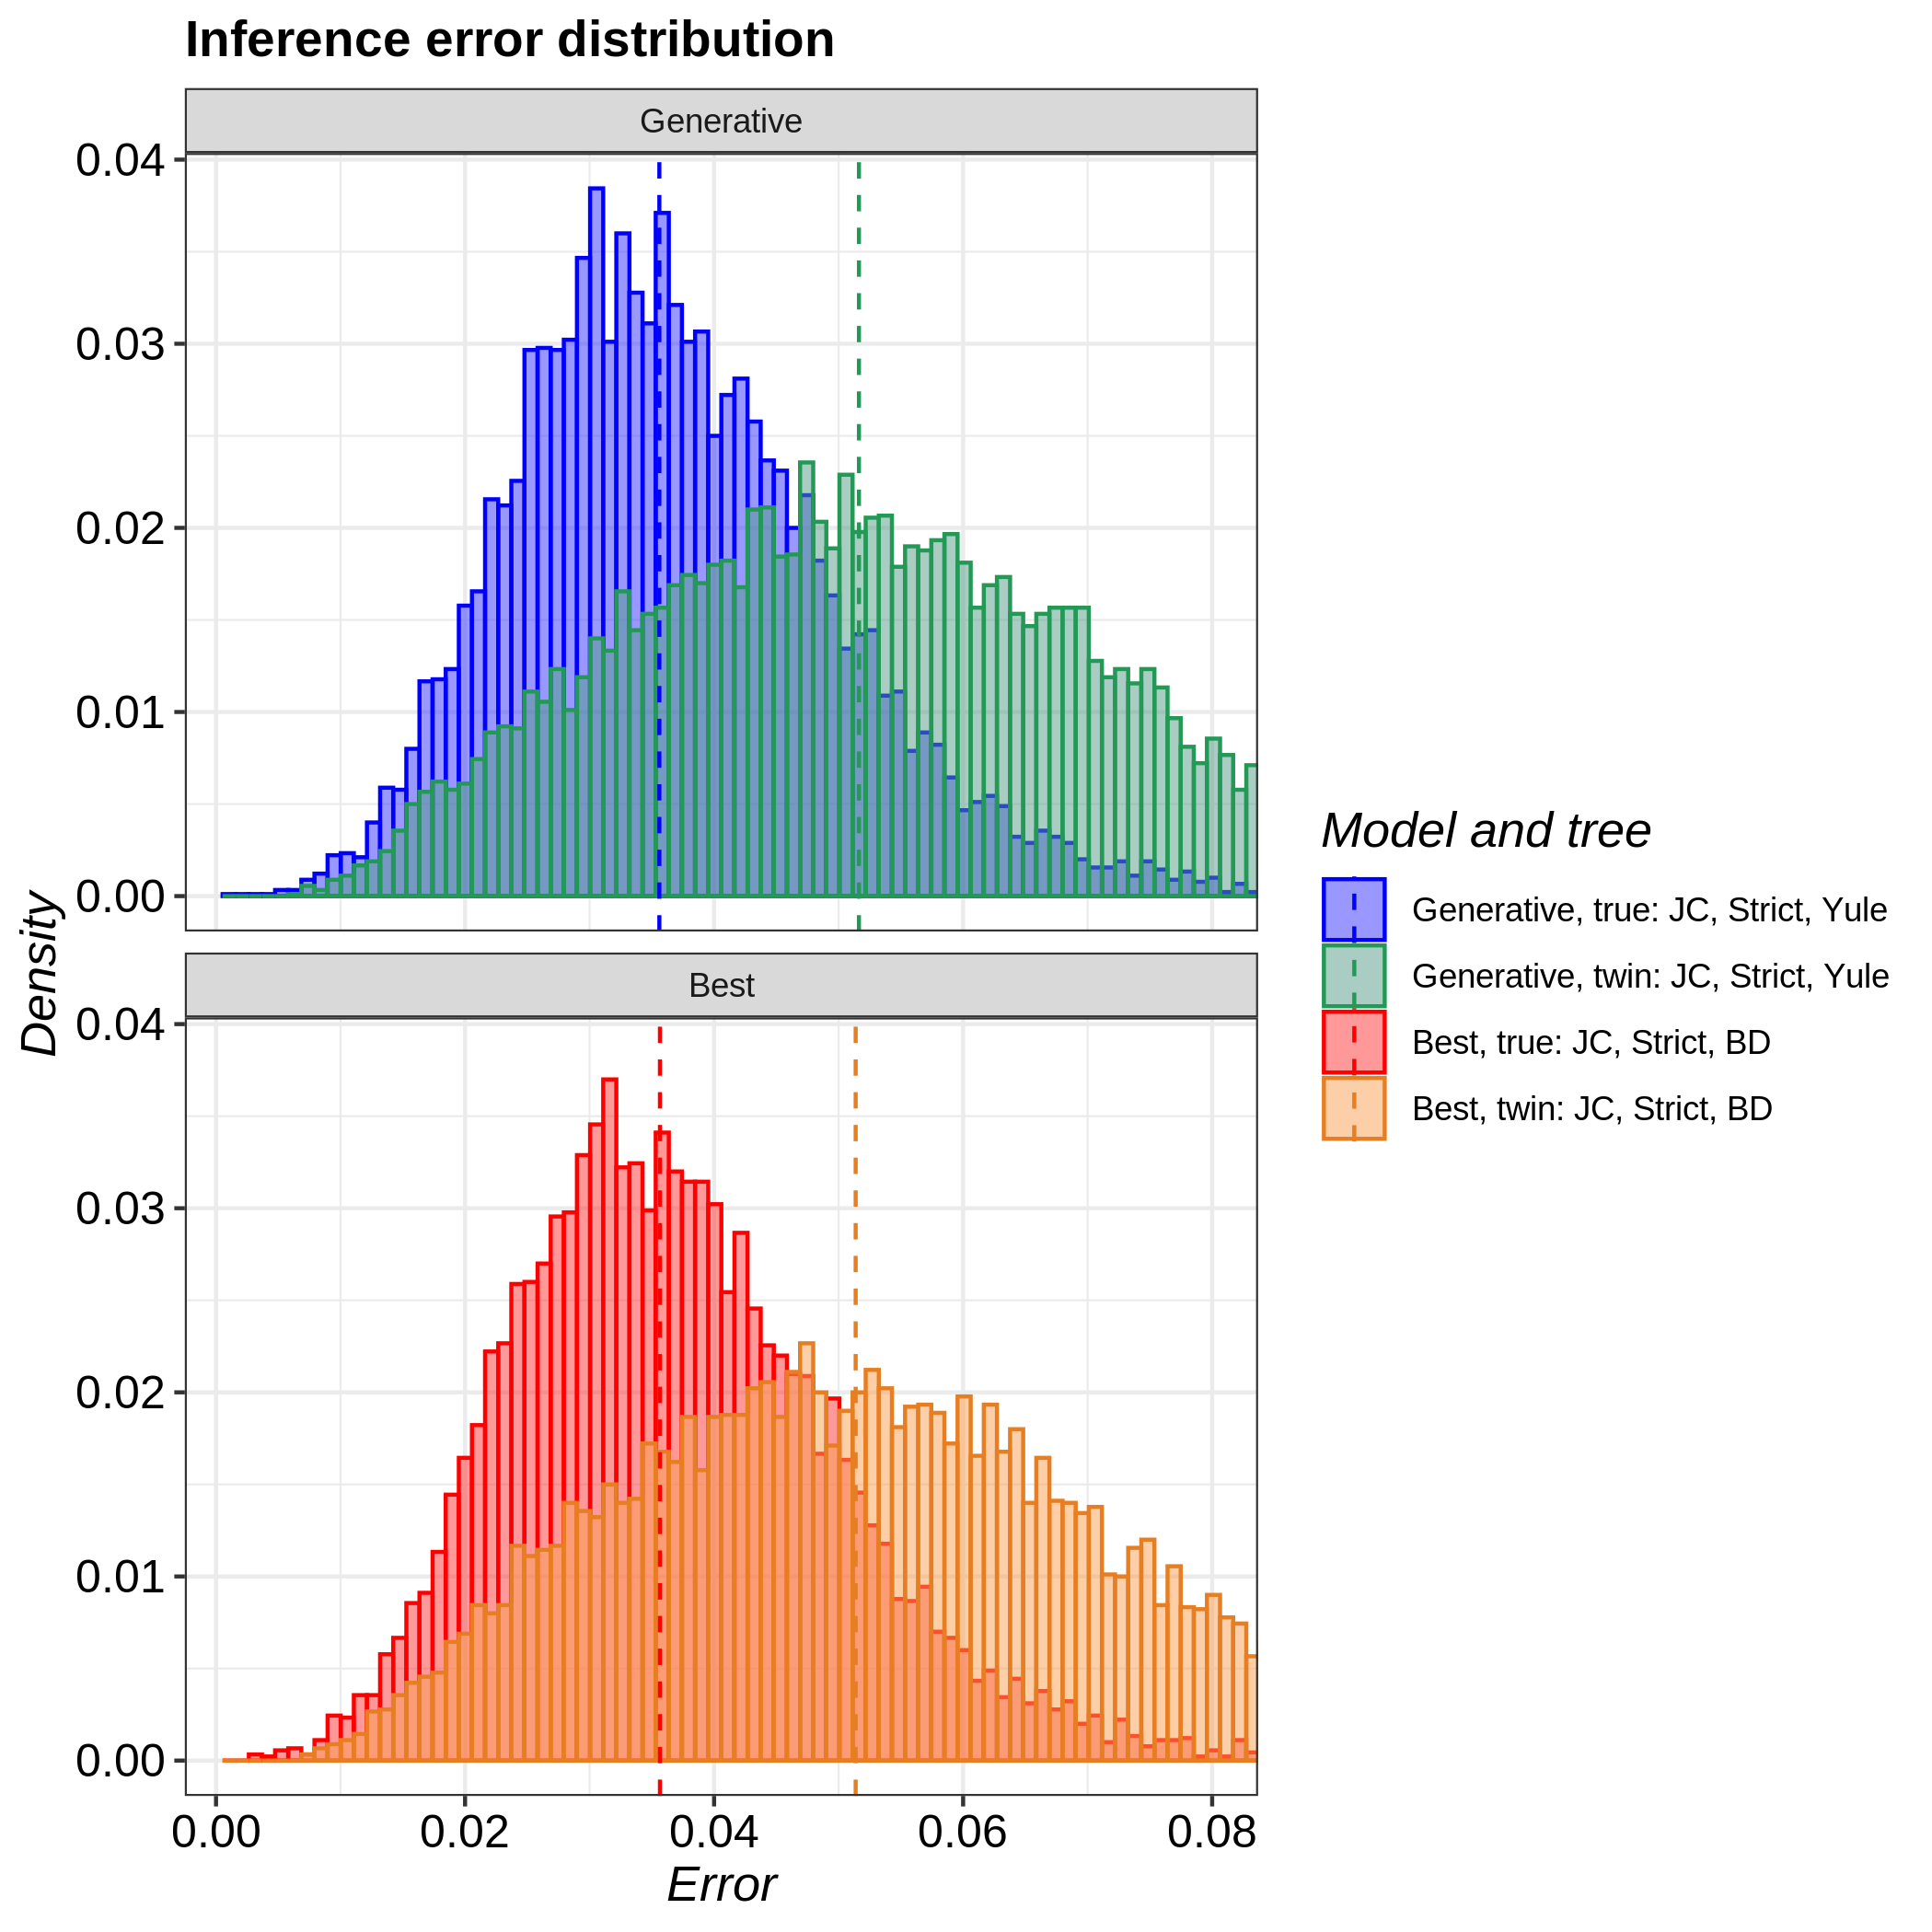 Inference error distribution
Generative
0.04
0.03
0.02
0.01
0.00
Best
0.04
0.03
0.02
0.01
0.00
0.00 0.02 0.04 0.06 0.08
Error
Density
Model and tree
Generative, true: JC, Strict, Yule
Generative, twin: JC, Strict, Yule
Best, true: JC, Strict, BD
Best, twin: JC, Strict, BD